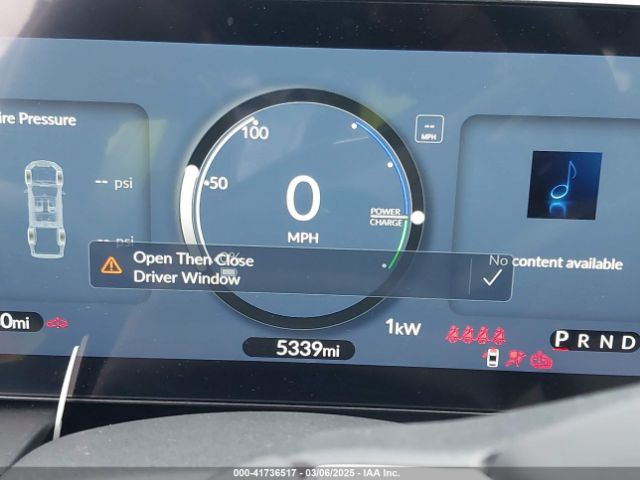 ire Pressure
100
-- psi
50
0
MPH
--
MPH
POWER
CHARGE
-- psi
Open Then Close
Driver Window
No content available
0mi
1kW
5339mi
P R N D
000-41736517 - 03/06/2025 - IAA Inc.